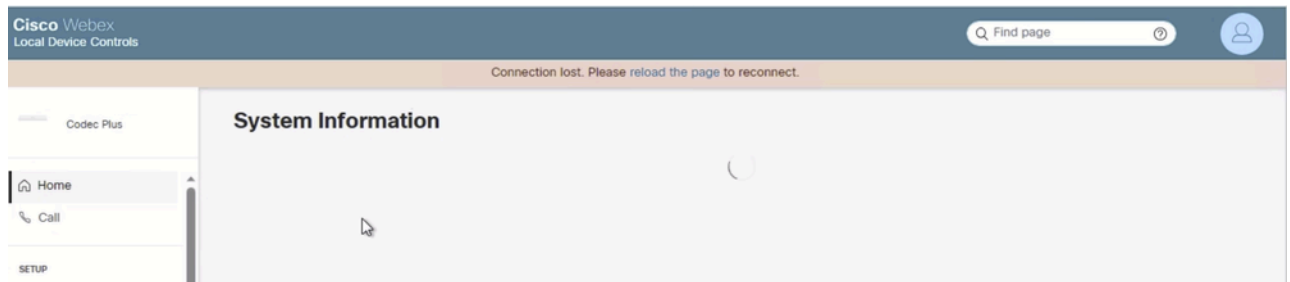 Cisco Webex
Local Device Controls
Find page
Connection lost. Please reload the page to reconnect.
Codec Plus
System Information
Home
Call
SETUP